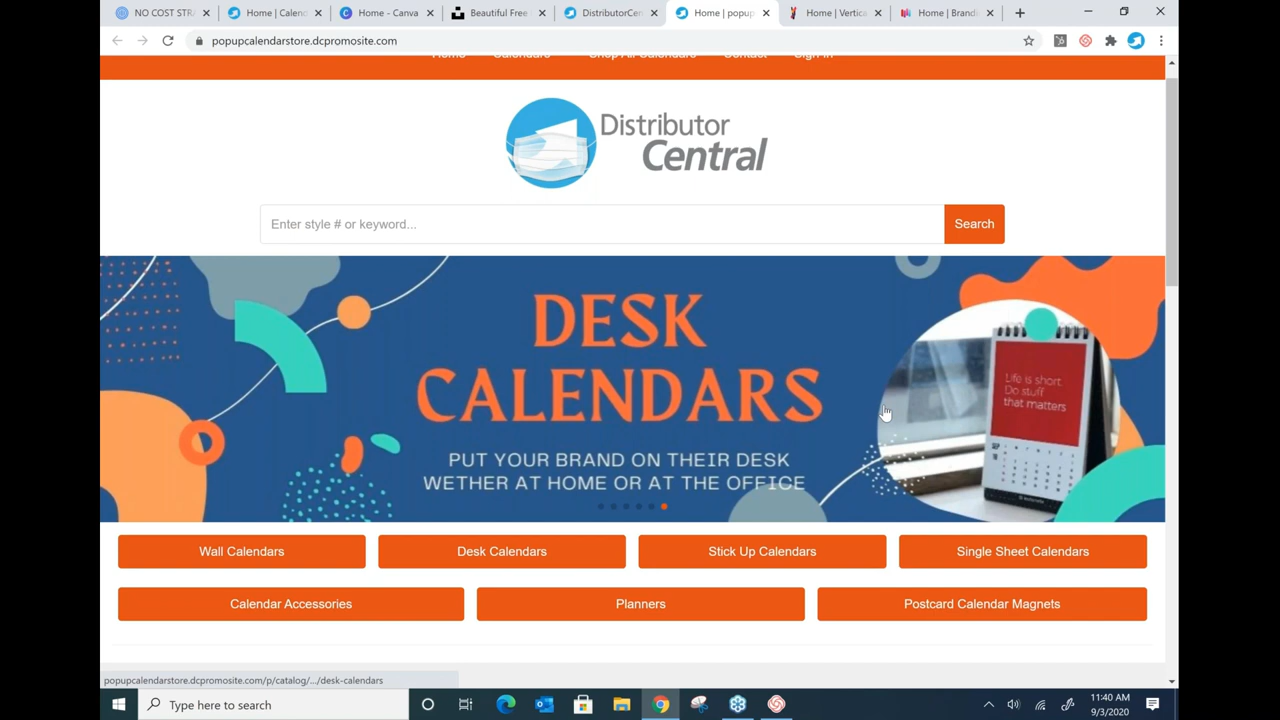 NO COST STRA
Home | Calend
Home - Canva
Beautiful Free
DistributorCen
Home | popup
Home | Vertica
Home | Brandi
popupcalendarstore.dcpromosite.com
Home Calendars Shop All Calendars Contact Sign In
Distributor
Central
Enter style # or keyword...
Search
DESK
CALENDARS
PUT YOUR BRAND ON THEIR DESK
WETHER AT HOME OR AT THE OFFICE
Life is short
Do stuff
that matters
Wall Calendars
Desk Calendars
Stick Up Calendars
Single Sheet Calendars
Calendar Accessories
Planners
Postcard Calendar Magnets
popupcalendarstore.dcpromosite.com/p/catalog/.../desk-calendars
Type here to search
11:40 AM
9/3/2020